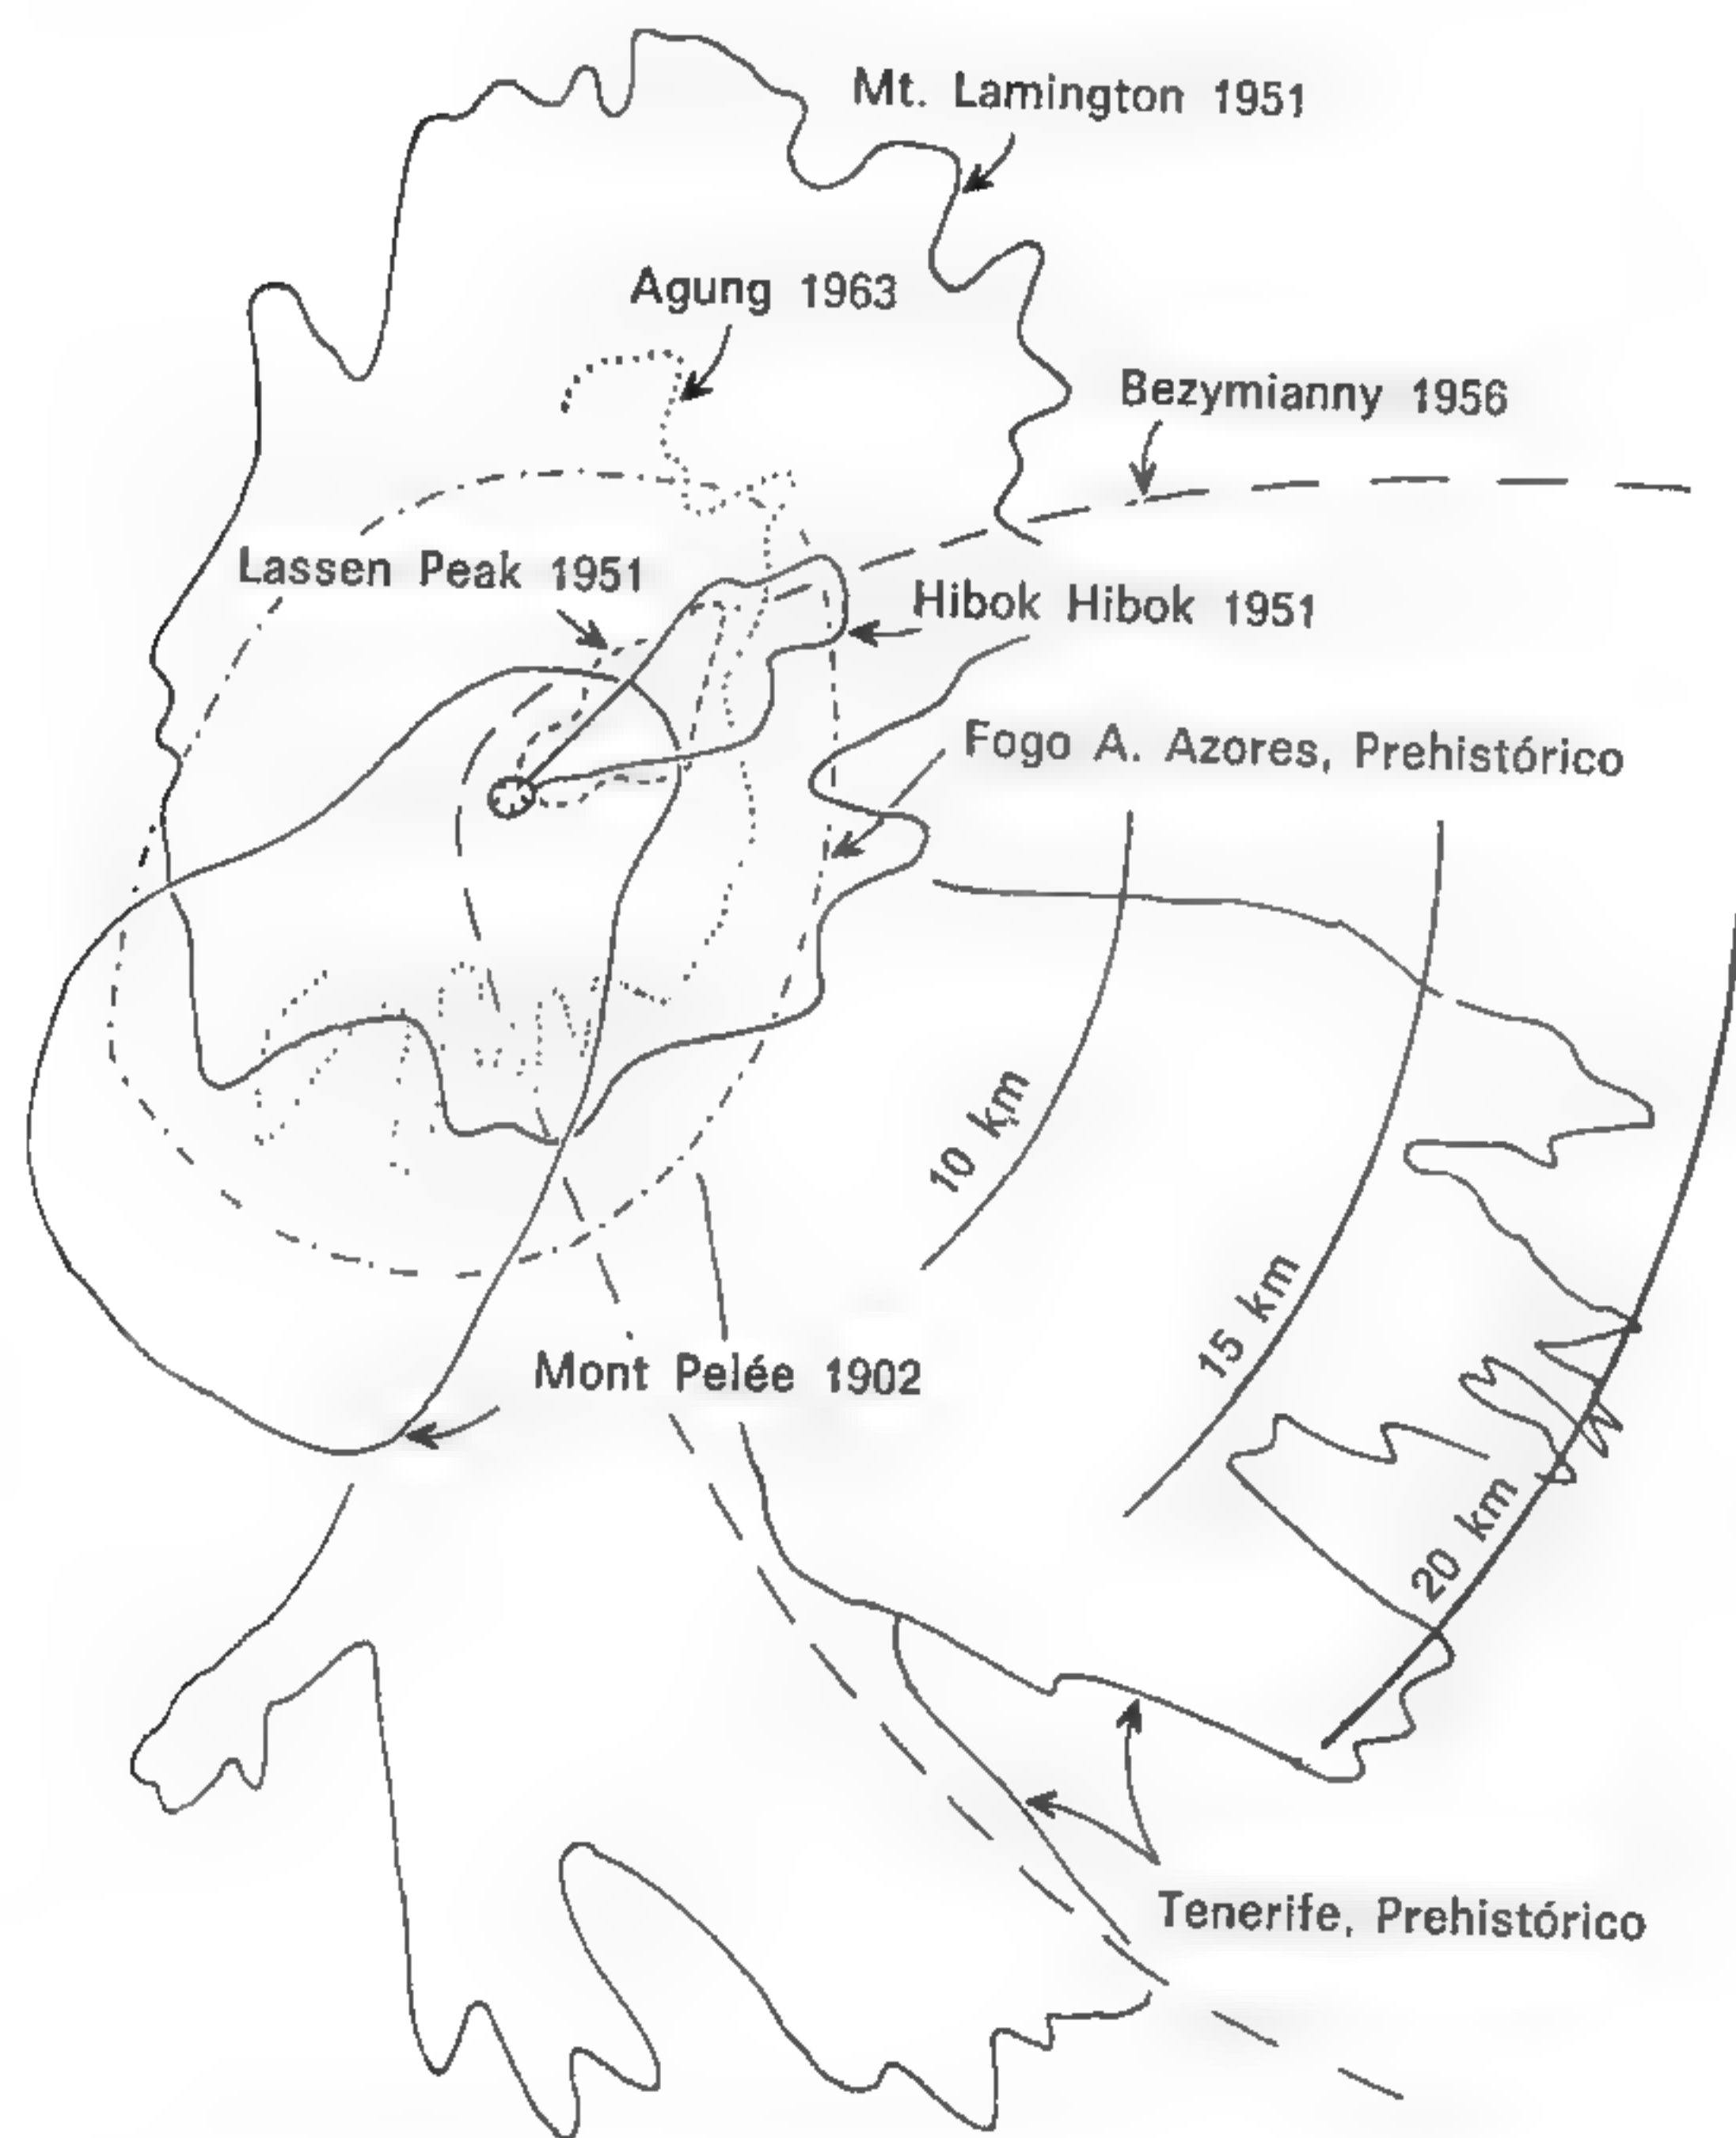 Mt. Lamington 1951
Agung 1963
Bezymianny 1956
Lassen Peak 1951
Hibok Hibok 1951
Fogo A. Azores, Prehistórico
10 km
15 km
Mont Pelée 1902
20 km
Tenerife, Prehistórico